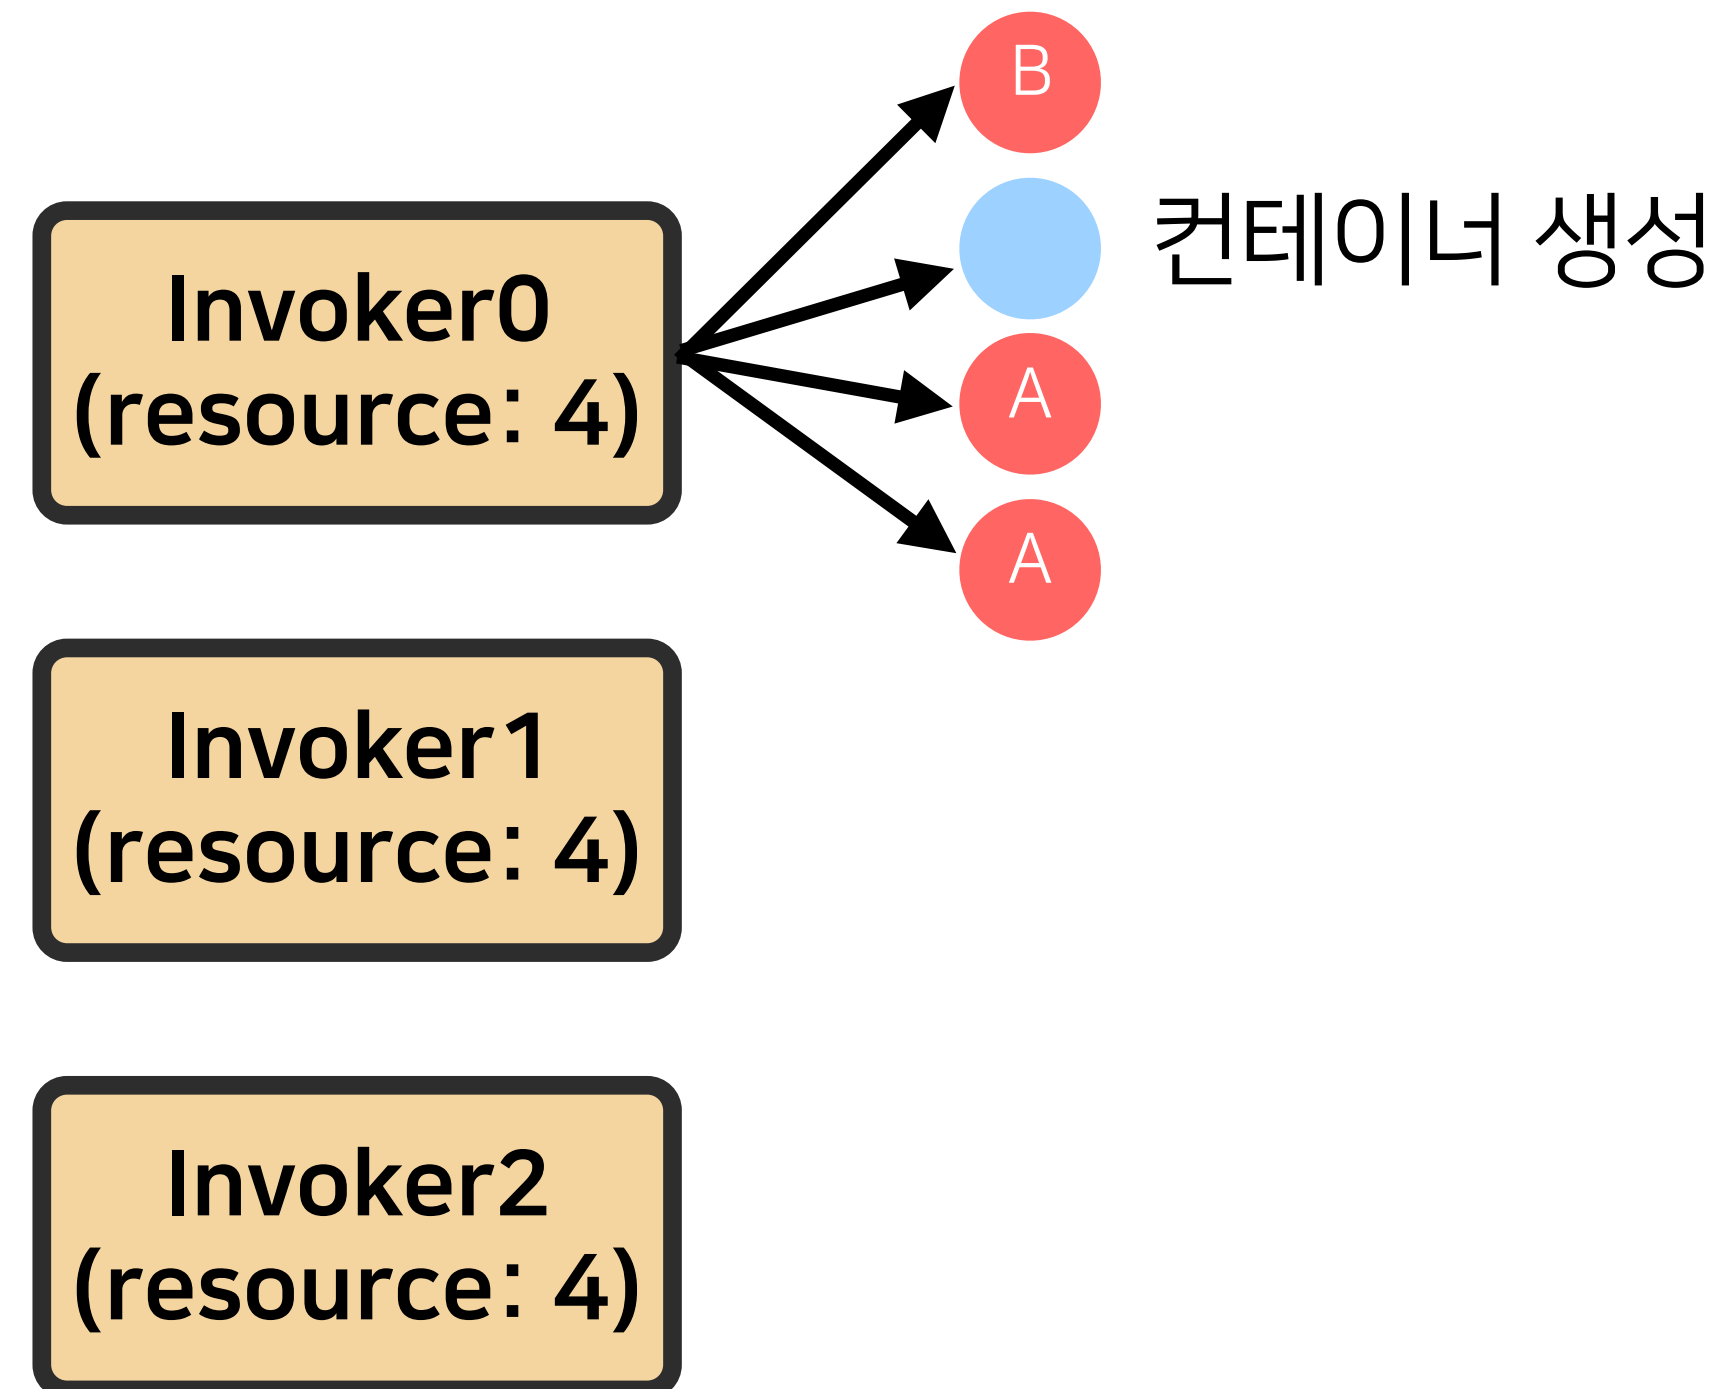 B
컨테이너 생성
Invoker0
(resource: 4)
A
A
Invoker1
(resource: 4)
Invoker2
(resource: 4)